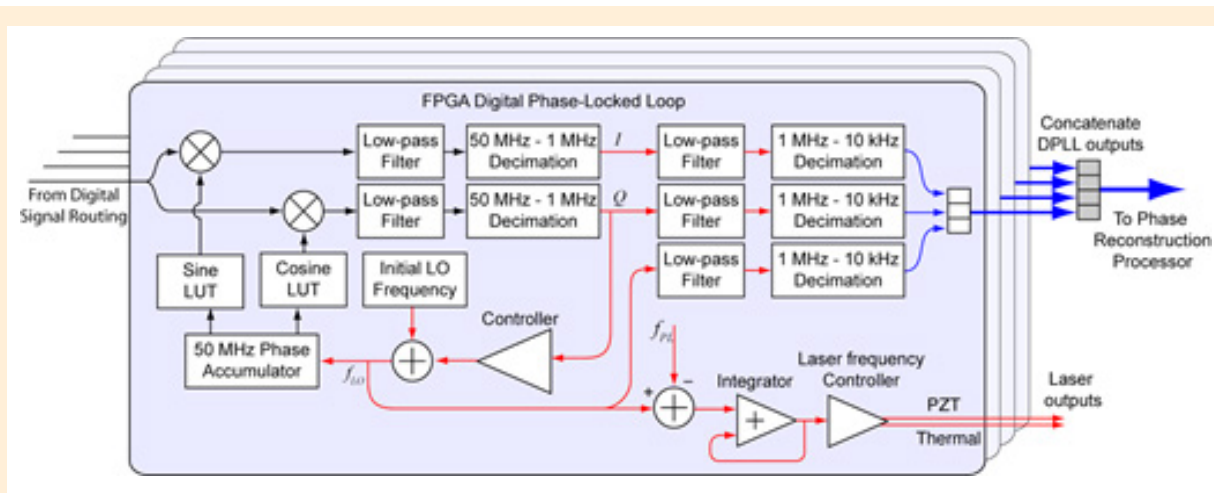 FPGA Digital Phase-Locked Loop
From Digital
Signal Routing
Low-pass
Filter
50 MHz - 1 MHz
Decimation
I
Low-pass
Filter
1 MHz - 10 kHz
Decimation
Low-pass
Filter
50 MHz - 1 MHz
Decimation
Q
Low-pass
Filter
1 MHz - 10 kHz
Decimation
Low-pass
Filter
1 MHz - 10 kHz
Decimation
Concatenate
DPLL outputs
To Phase
Reconstruction
Processor
Sine
LUT
Cosine
LUT
Initial LO
Frequency
50 MHz Phase
Accumulator
f_LO
+
Controller
f_PL
+
−
+
Integrator
+
Laser frequency
Controller
PZT
Thermal
Laser
outputs